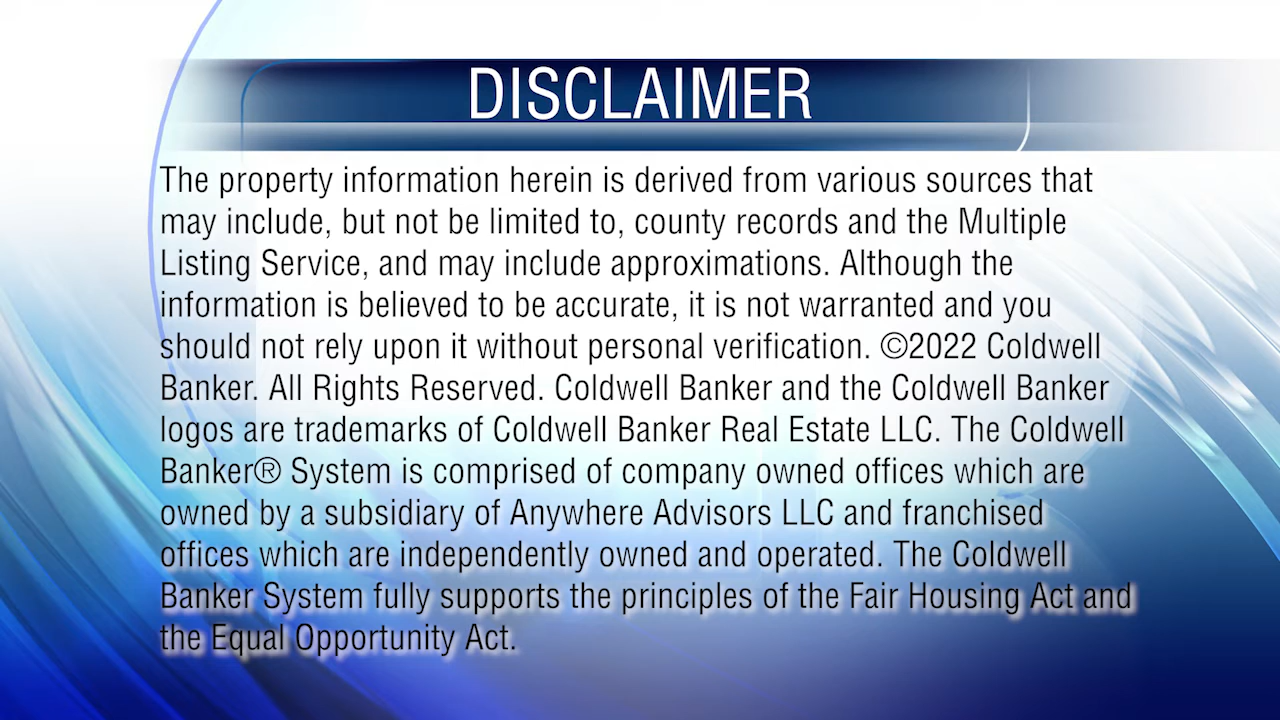 DISCLAIMER
The property information herein is derived from various sources that
may include, but not be limited to, county records and the Multiple
Listing Service, and may include approximations. Although the
information is believed to be accurate, it is not warranted and you
should not rely upon it without personal verification. ©2022 Coldwell
Banker. All Rights Reserved. Coldwell Banker and the Coldwell Banker
logos are trademarks of Coldwell Banker Real Estate LLC. The Coldwell
Banker® System is comprised of company owned offices which are
owned by a subsidiary of Anywhere Advisors LLC and franchised
offices which are independently owned and operated. The Coldwell
Banker System fully supports the principles of the Fair Housing Act and
the Equal Opportunity Act.